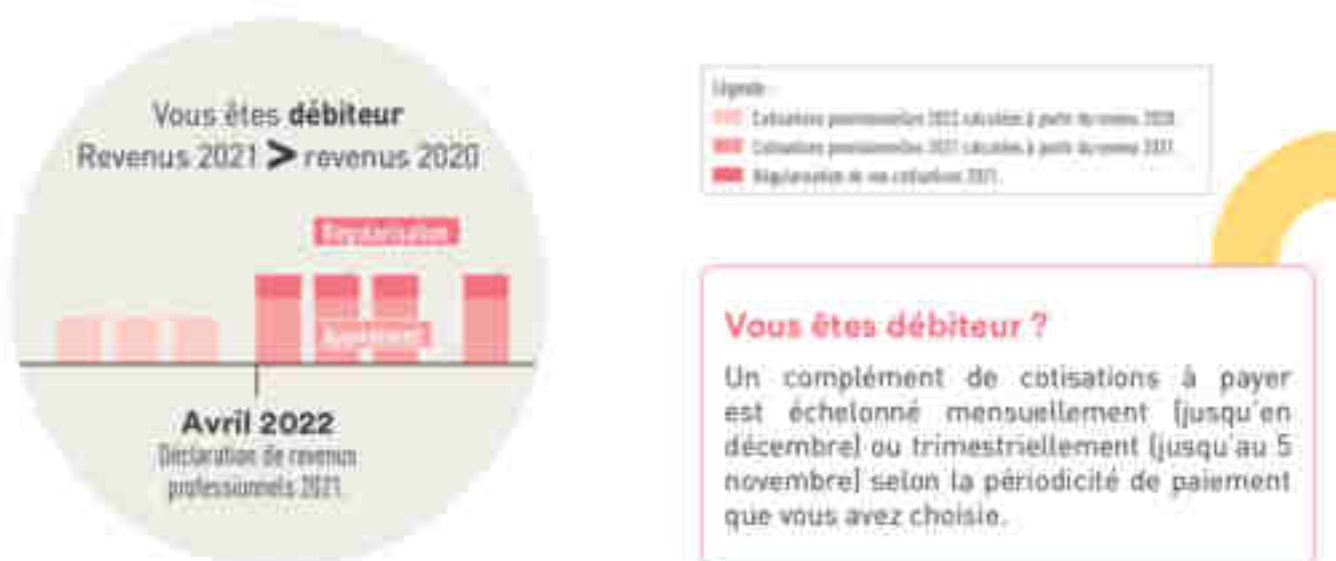 Vous êtes débiteur
Revenus 2021 > revenus 2020
Régularisation
Avril 2022
Déclaration de revenus
professionnels 2021.
Légende :
Cotisations provisionnelles 2022 calculées à partir du revenu 2020.
Cotisations provisionnelles calculées à partir du revenu 2021.
Régularisation de vos cotisations 2021.
Vous êtes débiteur ?
Un complément de cotisations à payer
est échelonné mensuellement (jusqu'en
décembre) ou trimestriellement (jusqu'au 5
novembre) selon la périodicité de paiement
que vous avez choisie.